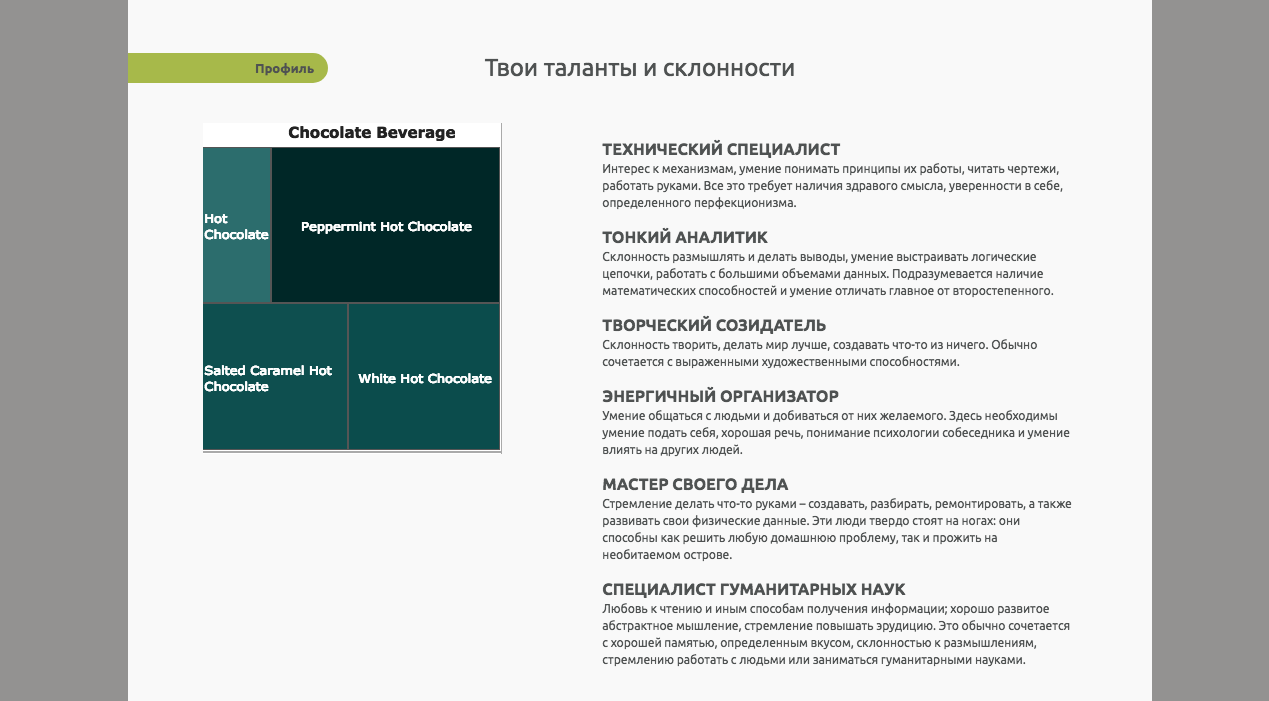 Профиль
Твои таланты и склонности
Chocolate Beverage
Hot
Chocolate
Peppermint Hot Chocolate
Salted Caramel Hot
Chocolate
White Hot Chocolate
ТЕХНИЧЕСКИЙ СПЕЦИАЛИСТ
Интерес к механизмам, умение понимать принципы их работы, читать чертежи,
работать руками. Все это требует наличия здравого смысла, уверенности в себе,
определенного перфекционизма.
ТОНКИЙ АНАЛИТИК
Склонность размышлять и делать выводы, умение выстраивать логические
цепочки, работать с большими объемами данных. Подразумевается наличие
математических способностей и умение отличать главное от второстепенного.
ТВОРЧЕСКИЙ СОЗИДАТЕЛЬ
Склонность творить, делать мир лучше, создавать что-то из ничего. Обычно
сочетается с выраженными художественными способностями.
ЭНЕРГИЧНЫЙ ОРГАНИЗАТОР
Умение общаться с людьми и добиваться от них желаемого. Здесь необходимы
умение подать себя, хорошая речь, понимание психологии собеседника и умение
влиять на других людей.
МАСТЕР СВОЕГО ДЕЛА
Стремление делать что-то руками – создавать, разбирать, ремонтировать, а также
развивать свои физические данные. Эти люди твердо стоят на ногах: они
способны как решить любую домашнюю проблему, так и прожить на
необитаемом острове.
СПЕЦИАЛИСТ ГУМАНИТАРНЫХ НАУК
Любовь к чтению и иным способам получения информации; хорошо развитое
абстрактное мышление, стремление повышать эрудицию. Это обычно сочетается
с хорошей памятью, определенным вкусом, склонностью к размышлениям,
стремлению работать с людьми или заниматься гуманитарными науками.